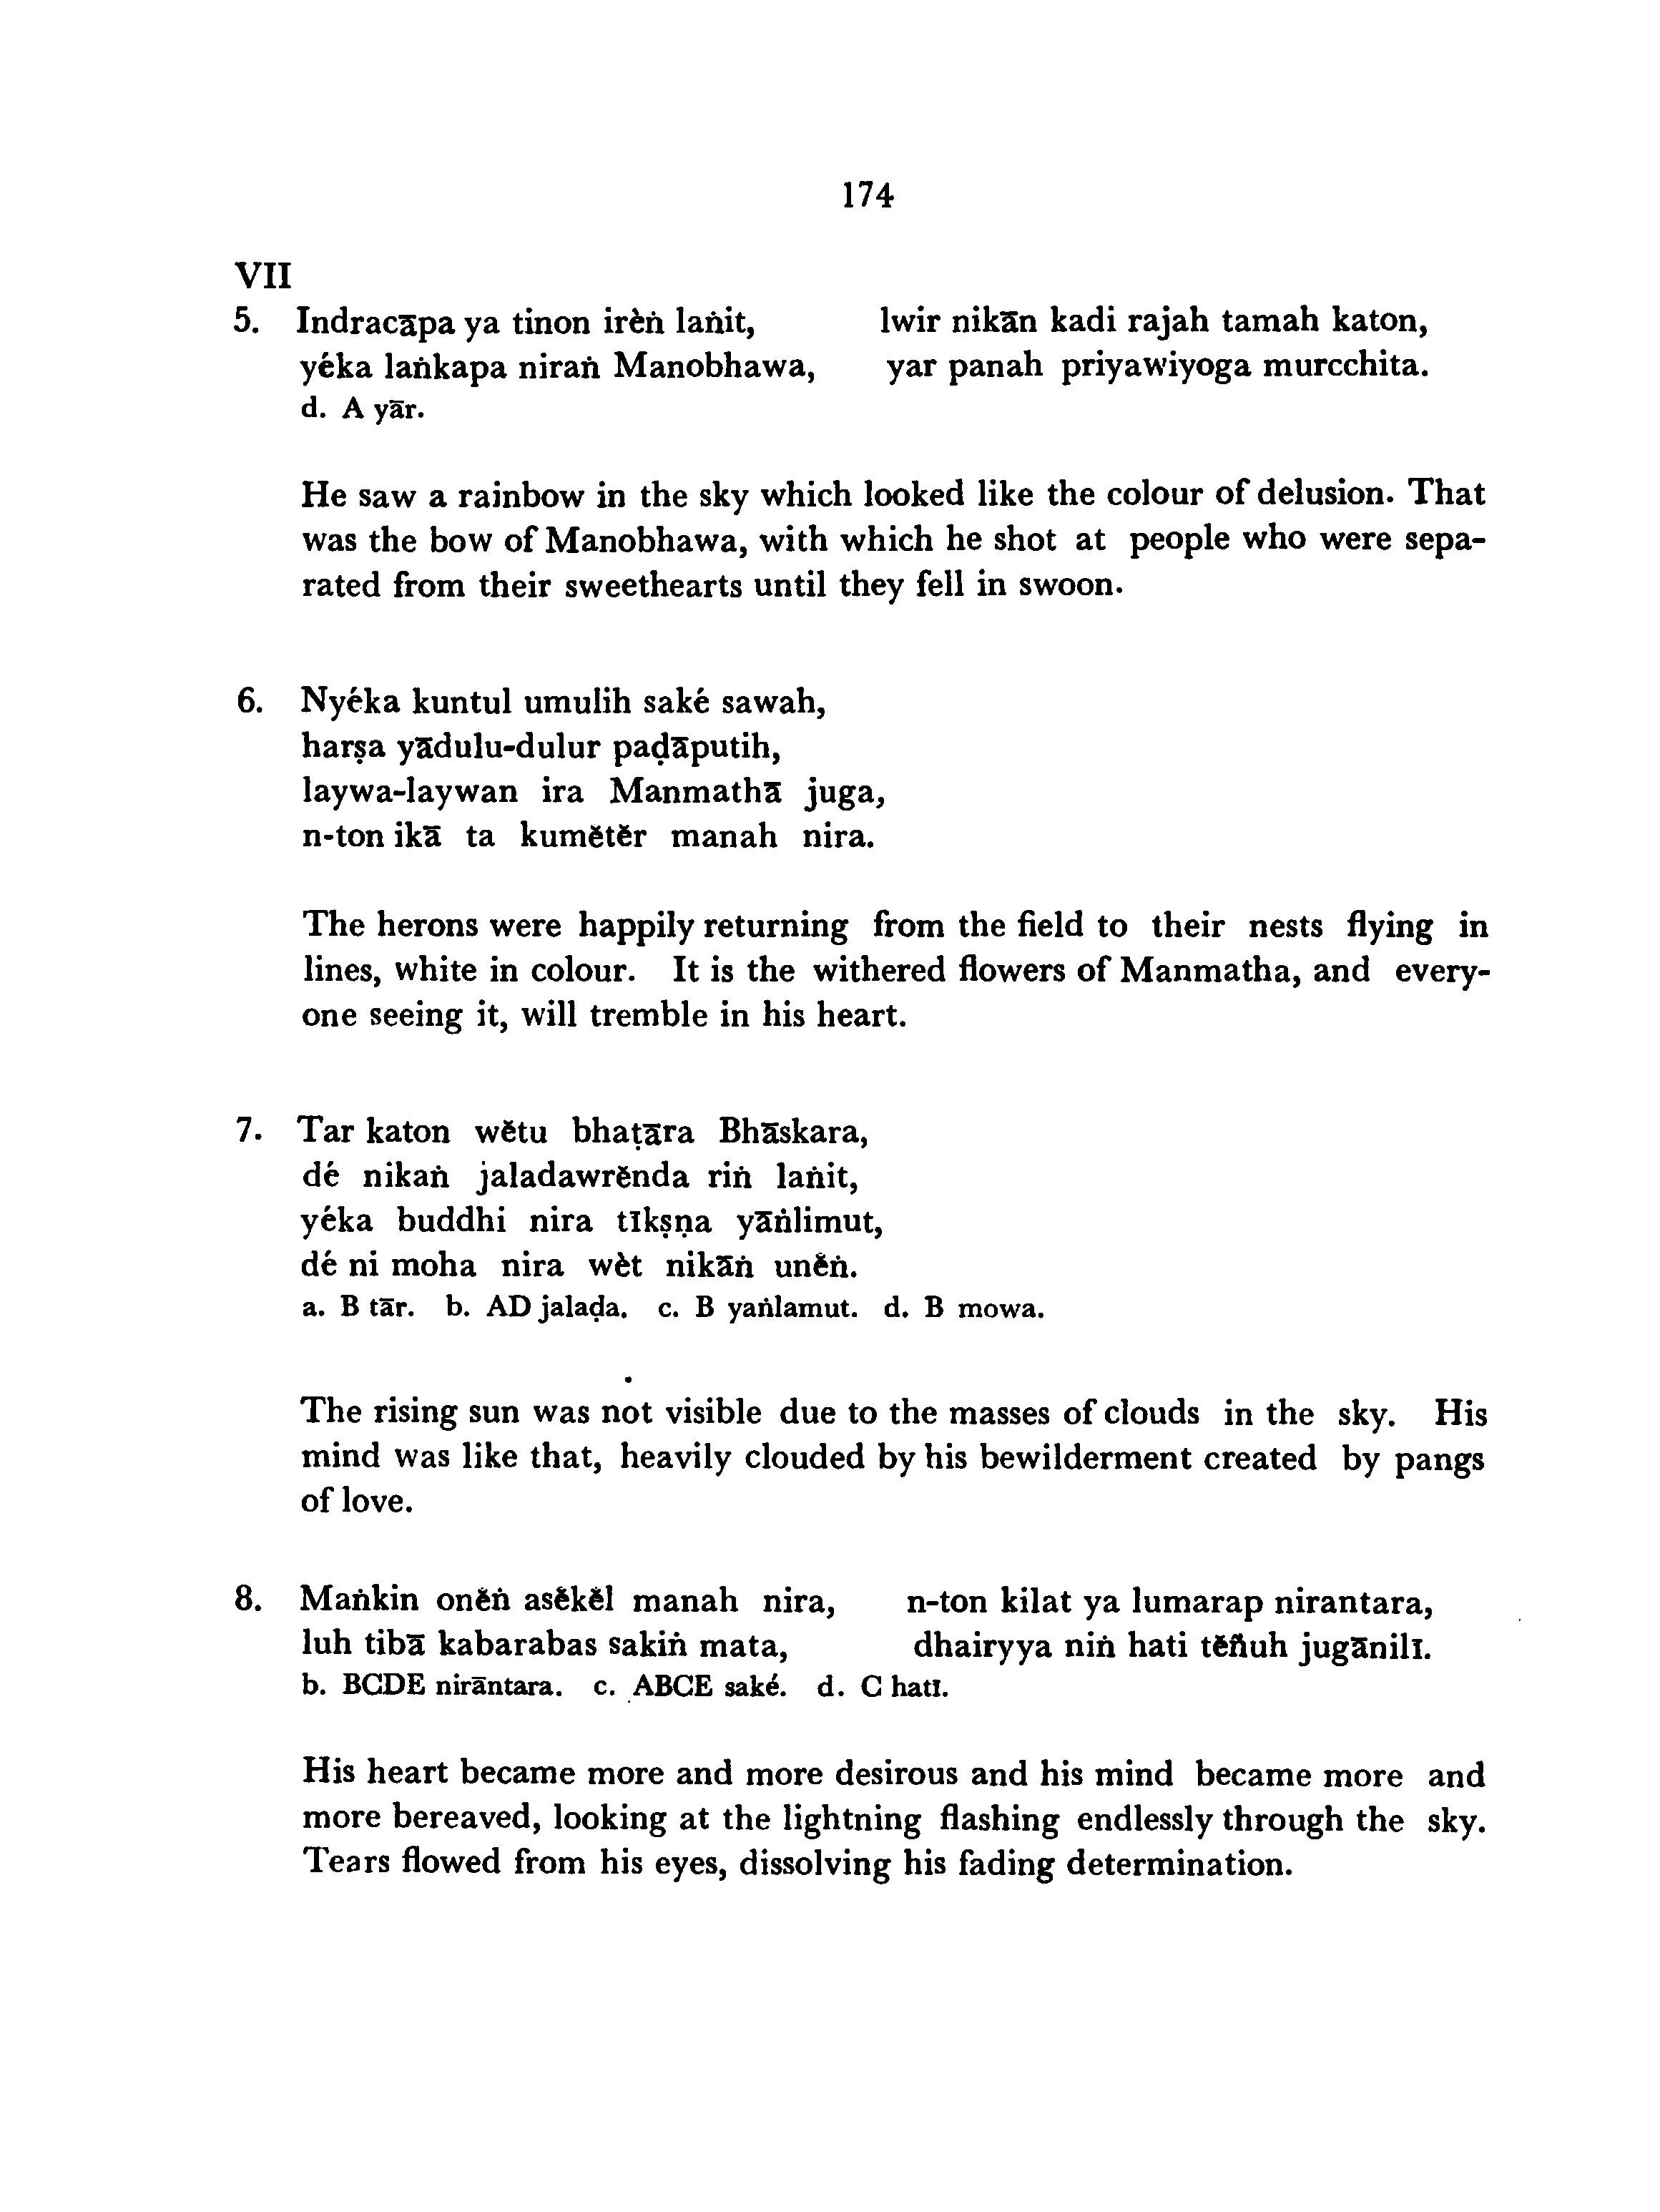 174
VII
5. Indracāpa ya tinon irèṅ laṅit, lwir nikān kadi rajah tamah katon,
yéka laṅkapa niraṅ Manobhawa, yar panah priyawiyoga murcchita.
d. A yār.
He saw a rainbow in the sky which looked like the colour of delusion. That
was the bow of Manobhawa, with which he shot at people who were sepa-
rated from their sweethearts until they fell in swoon.
6. Nyéka kuntul umulih saké sawah,
harṣa yādulu-dulur paḍāputih,
laywa-laywan ira Manmathā juga,
n-ton ikā ta kumĕtĕr manah nira.
The herons were happily returning from the field to their nests flying in
lines, white in colour. It is the withered flowers of Manmatha, and every-
one seeing it, will tremble in his heart.
7. Tar katon wĕtu bhaṭāra Bhāskara,
dé nikaṅ jaladawrĕnda riṅ laṅit,
yéka buddhi nira tīkṣṇa yāṅlimut,
dé ni moha nira wèt nikāṅ unĕṅ.
a. B tār. b. AD jalaḍa. c. B yaṅlamut. d. B mowa.
The rising sun was not visible due to the masses of clouds in the sky. His
mind was like that, heavily clouded by his bewilderment created by pangs
of love.
8. Maṅkin onĕṅ asĕkĕl manah nira, n-ton kilat ya lumarap nirantara,
luh tibā kabarabas sakiṅ mata, dhairyya niṅ hati tĕñuh jugānilī.
b. BCDE nirāntara. c. ABCE saké. d. C hatī.
His heart became more and more desirous and his mind became more and
more bereaved, looking at the lightning flashing endlessly through the sky.
Tears flowed from his eyes, dissolving his fading determination.